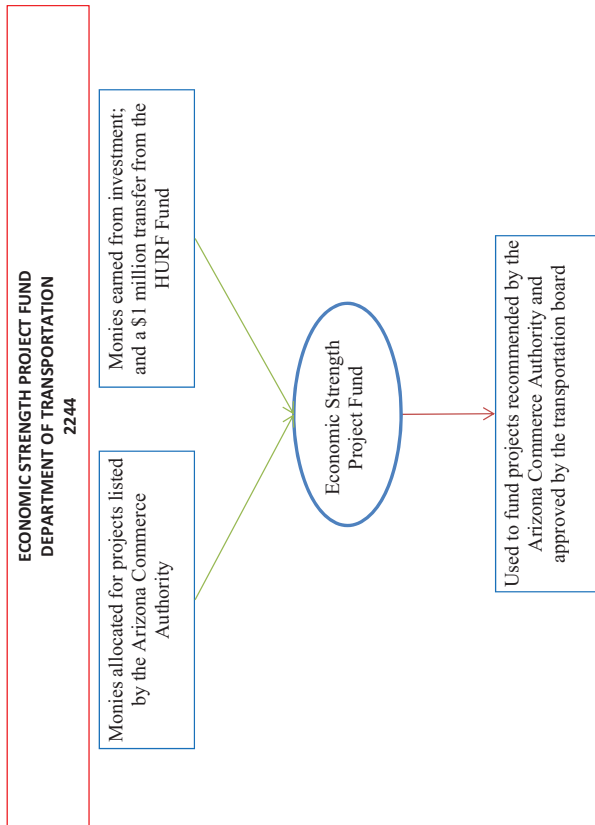 ECONOMIC STRENGTH PROJECT FUND
DEPARTMENT OF TRANSPORTATION
2244
Monies allocated for projects listed
by the Arizona Commerce
Authority
Monies earned from investment;
and a $1 million transfer from the
HURF Fund
Economic Strength
Project Fund
Used to fund projects recommended by the
Arizona Commerce Authority and
approved by the transportation board